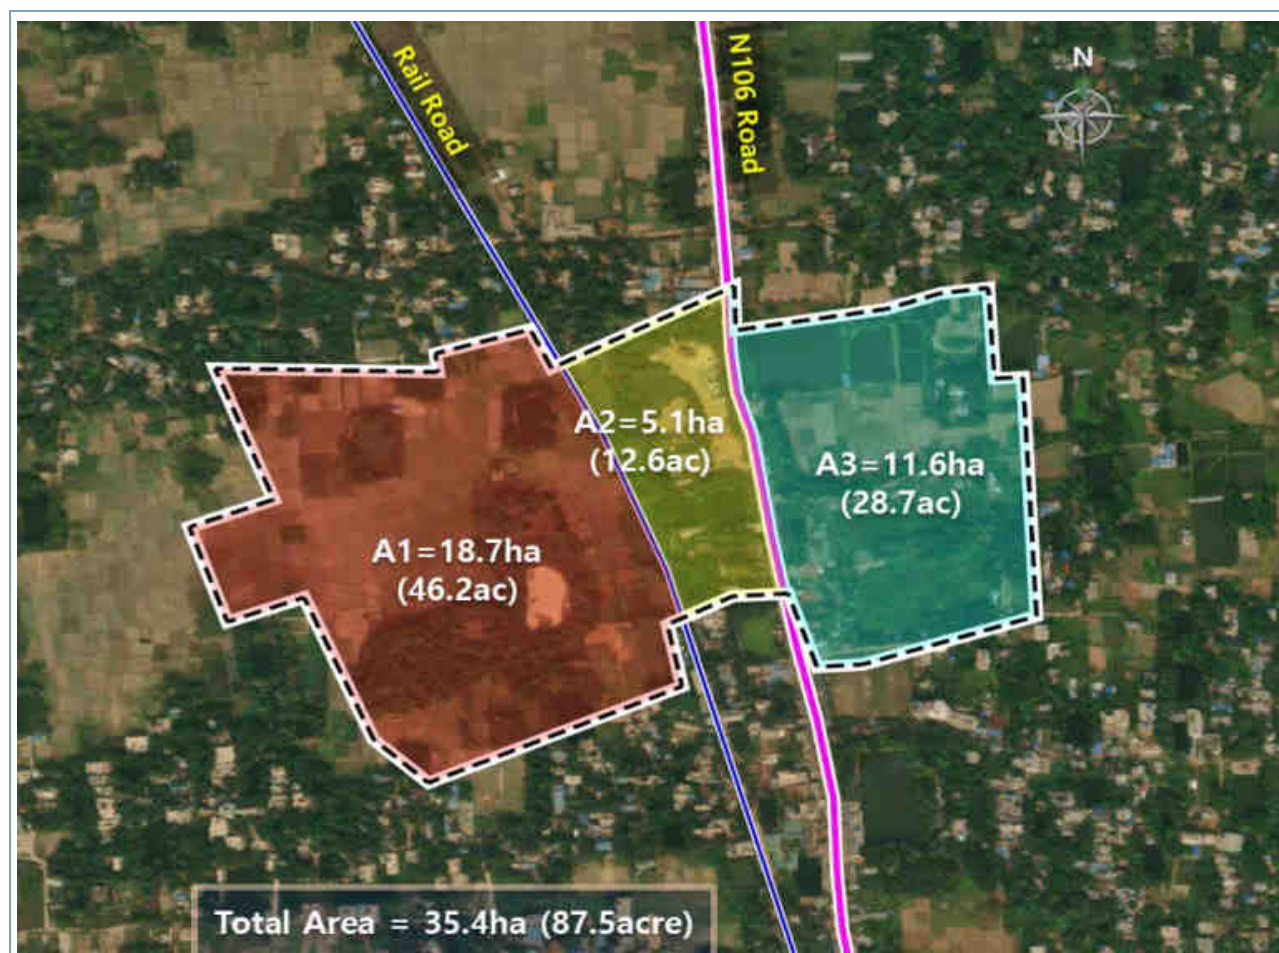 Rail Road
N106 Road
N
A2=5.1ha
(12.6ac)
A3=11.6ha
(28.7ac)
A1=18.7ha
(46.2ac)
Total Area = 35.4ha (87.5acre)